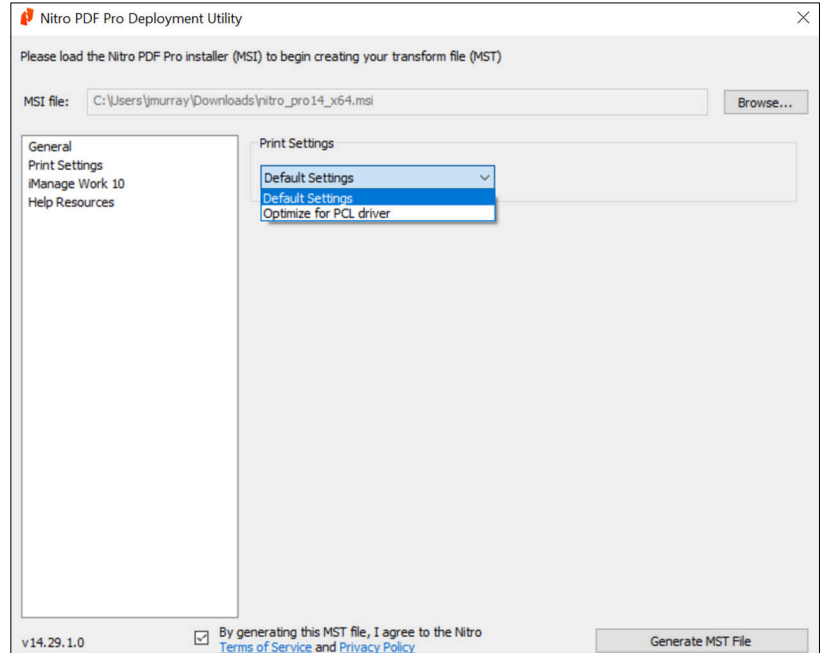 Nitro PDF Pro Deployment Utility
Please load the Nitro PDF Pro installer (MSI) to begin creating your transform file (MST)
MSI file:
C:\Users\jmurray\Downloads\nitro_pro14_x64.msi
Browse...
General
Print Settings
iManage Work 10
Help Resources
Print Settings
Default Settings
Default Settings
Optimize for PCL driver
v14.29.1.0
By generating this MST file, I agree to the Nitro
Terms of Service and Privacy Policy
Generate MST File